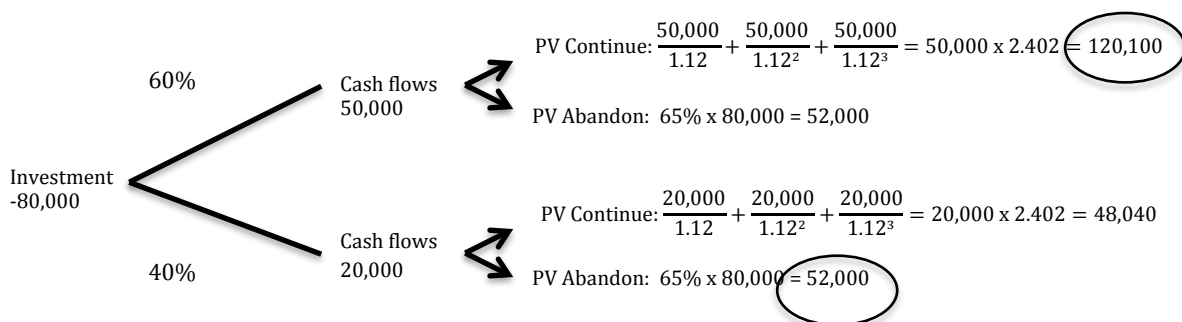 PV Continue: 50,000/1.12 + 50,000/1.12² + 50,000/1.12³ = 50,000 x 2.402 = 120,100
60%
Cash flows
50,000
PV Abandon: 65% x 80,000 = 52,000
Investment
-80,000
PV Continue: 20,000/1.12 + 20,000/1.12² + 20,000/1.12³ = 20,000 x 2.402 = 48,040
Cash flows
20,000
40%
PV Abandon: 65% x 80,000 = 52,000